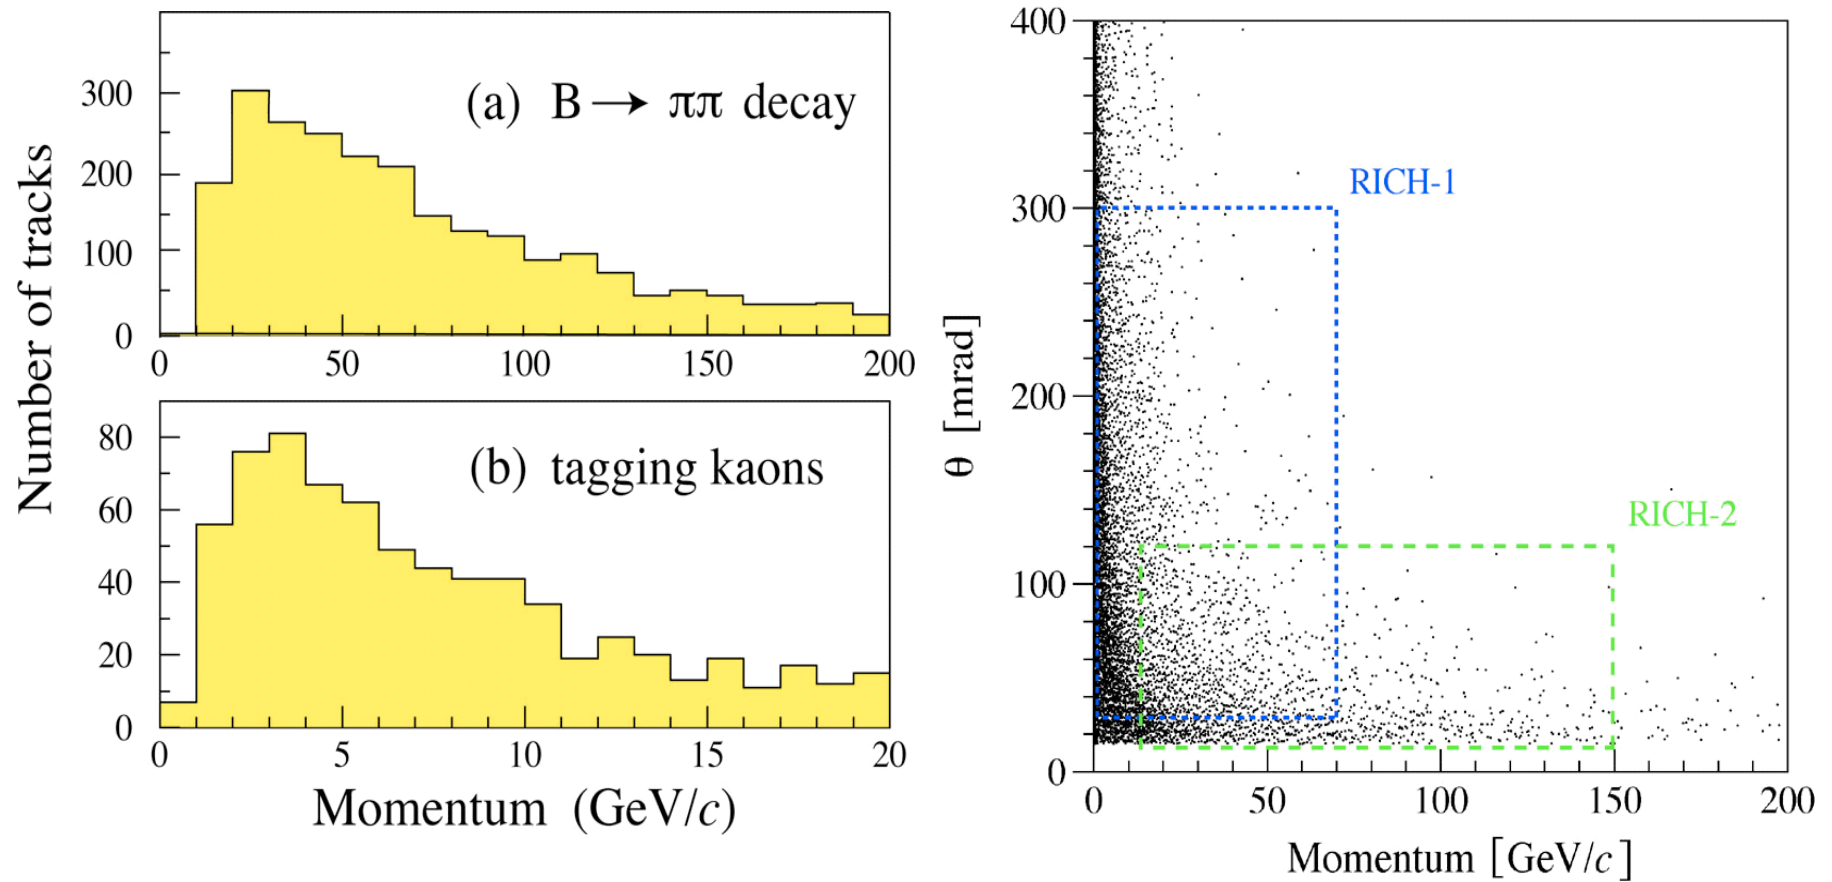 Number of tracks
300
200
100
0
(a) B → ππ decay
0 50 100 150 200
80
60
40
20
0
(b) tagging kaons
0 5 10 15 20
Momentum (GeV/c)
θ [mrad]
400
300
200
100
0
RICH-1
RICH-2
0 50 100 150 200
Momentum [GeV/c]